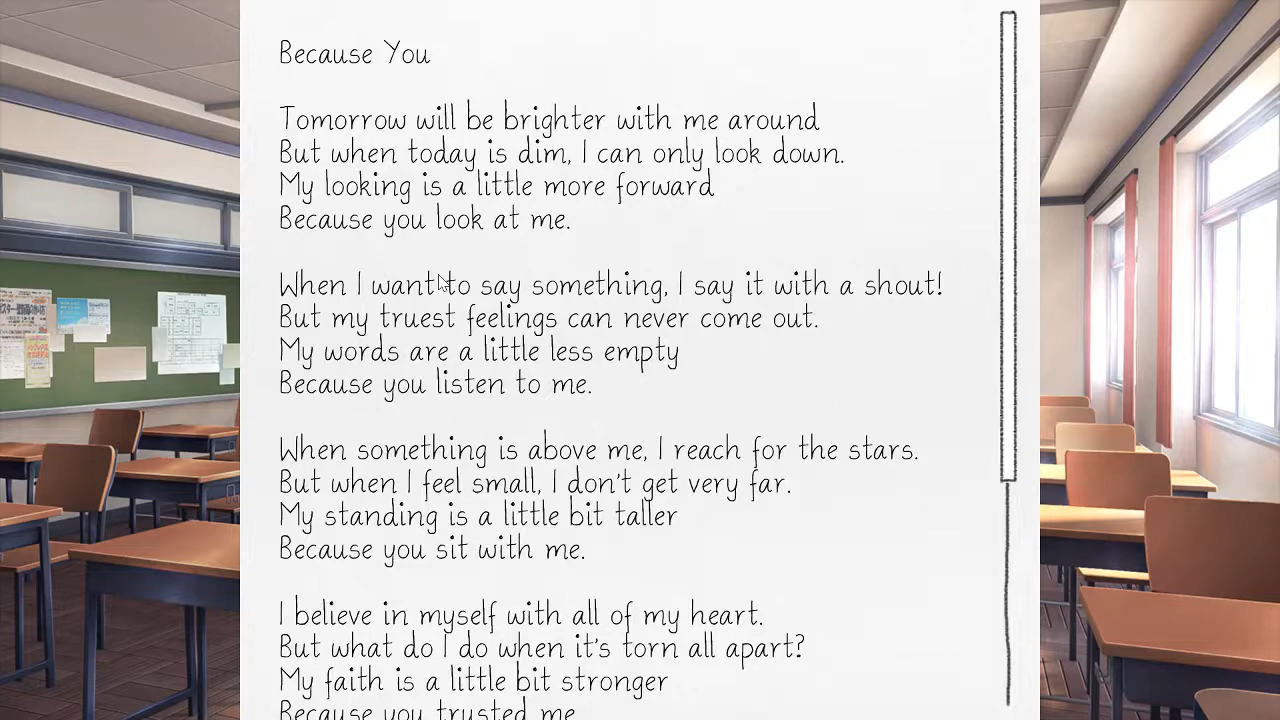 Because You
Tomorrow will be brighter with me around
But when today is dim, I can only look down.
My looking is a little more forward
Because you look at me.
When I want to say something, I say it with a shout!
But my truest feelings can never come out.
My words are a little less empty
Because you listen to me.
When something is above me, I reach for the stars.
But when I feel small, I don't get very far.
My standing is a little bit taller
Because you sit with me.
I believe in myself with all of my heart.
But what do I do when it's torn all apart?
My faith is a little bit stronger
Because you trusted me